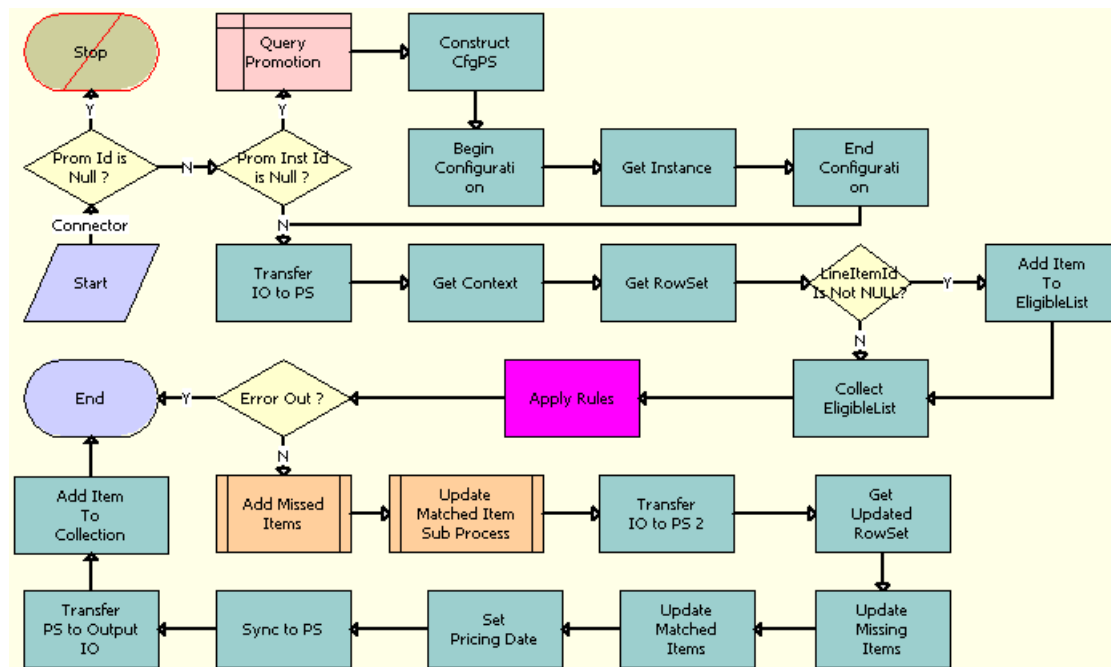 Stop
Query
Promotion
Construct
CfgPS
Y
Y
Prom Id is
Null ?
N
Prom Inst Id
is Null ?
Begin
Configurati
on
Get Instance
End
Configurati
on
Connector
N
Start
Transfer
IO to PS
Get Context
Get RowSet
LineItemId
Is Not NULL?
Y
Add Item
To
EligibleList
N
End
Y
Error Out ?
Apply Rules
Collect
EligibleList
N
Add Item
To
Collection
Add Missed
Items
Update
Matched Item
Sub Process
Transfer
IO to PS 2
Get
Updated
RowSet
Transfer
PS to Output
IO
Sync to PS
Set
Pricing Date
Update
Matched
Items
Update
Missing
Items